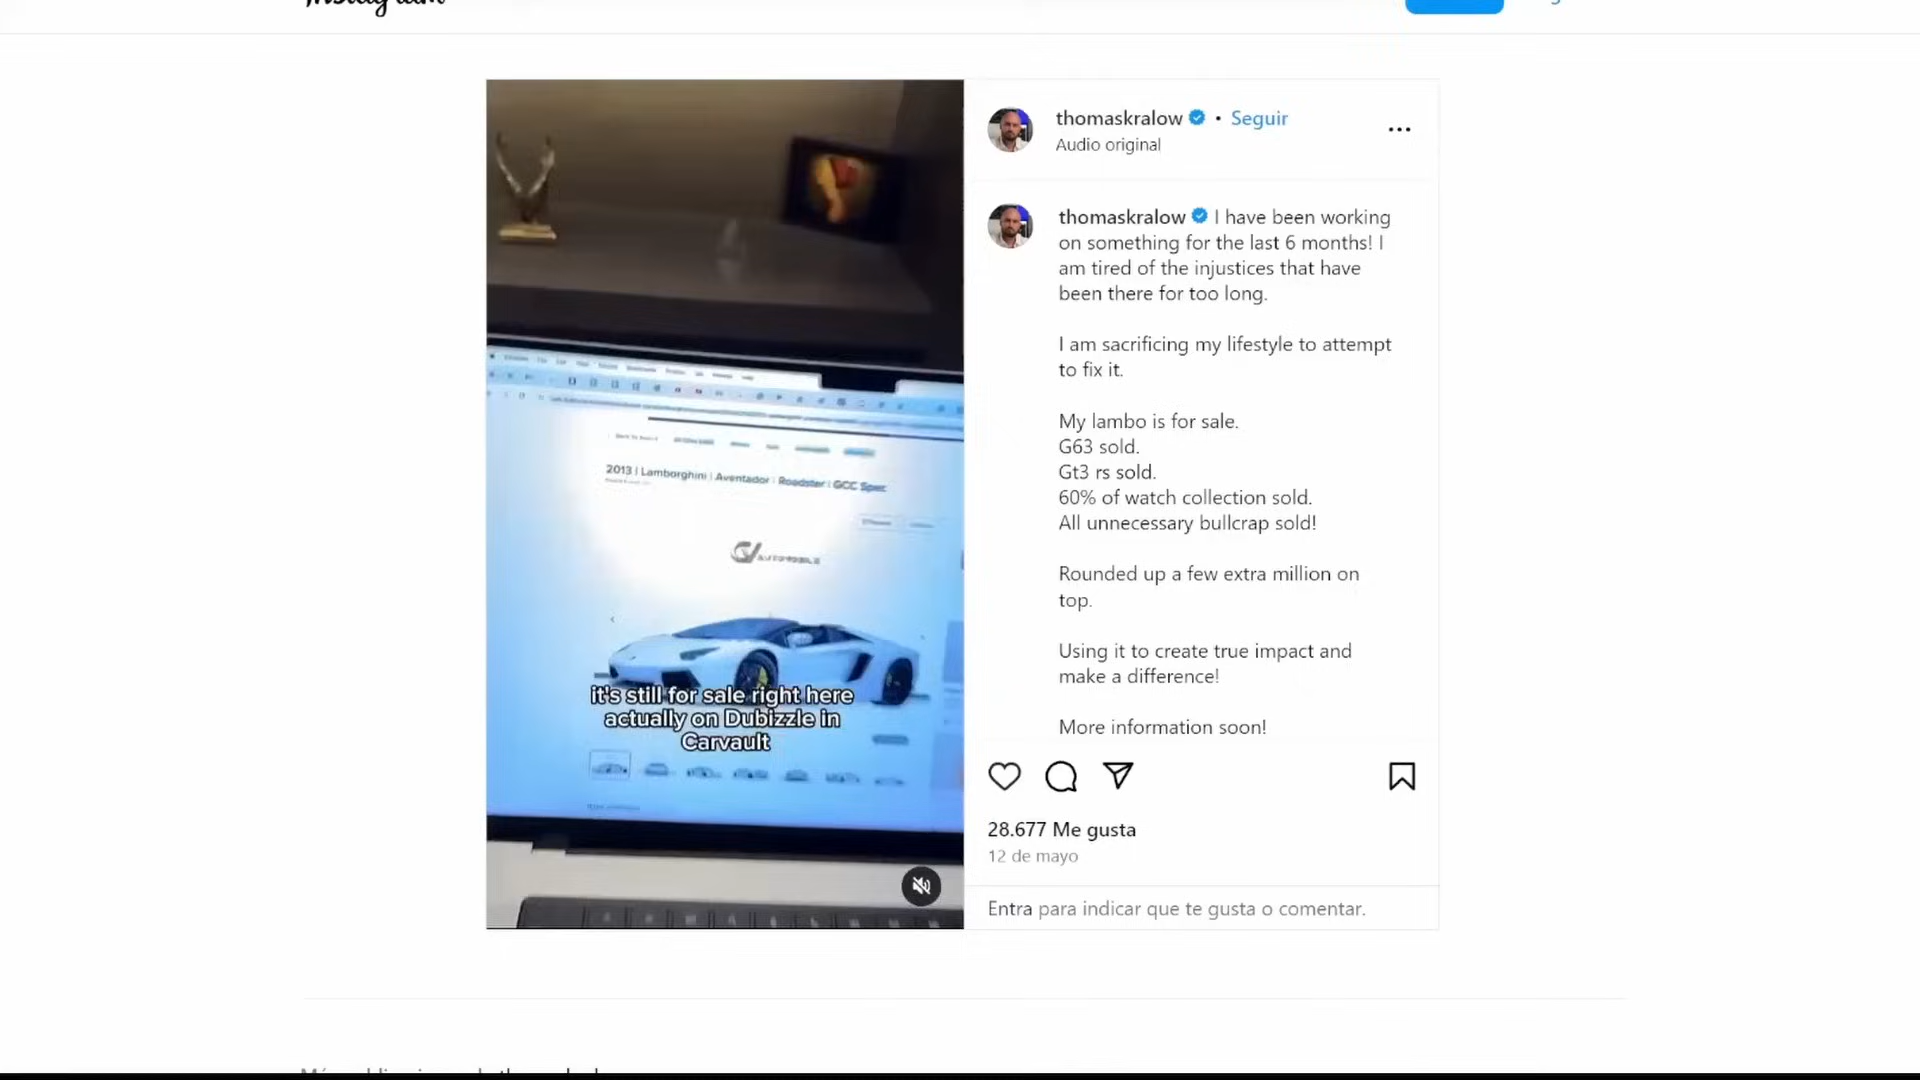 Instagram
thomaskralow • Seguir
Audio original
thomaskralow I have been working
on something for the last 6 months! I
am tired of the injustices that have
been there for too long.
I am sacrificing my lifestyle to attempt
to fix it.
My lambo is for sale.
G63 sold.
Gt3 rs sold.
60% of watch collection sold.
All unnecessary bullcrap sold!
Rounded up a few extra million on
top.
Using it to create true impact and
make a difference!
More information soon!
28.677 Me gusta
12 de mayo
Entra para indicar que te gusta o comentar.
2013 | Lamborghini | Aventador | Roadster | GCC Spec
AUTOMOBILE
it's still for sale right here
actually on Dubizzle in
Carvault